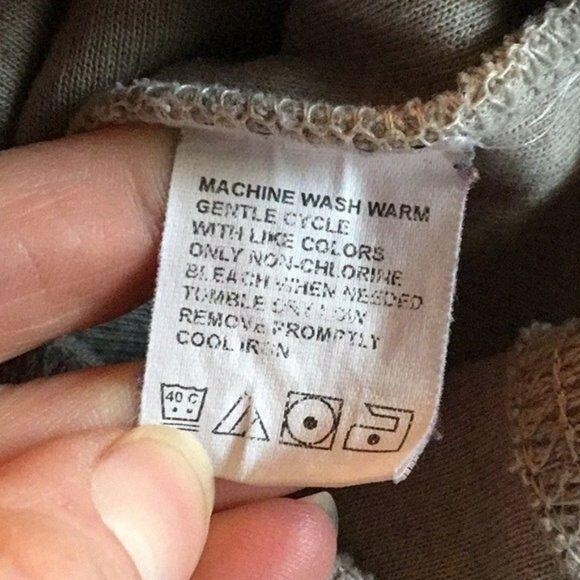 MACHINE WASH WARM
GENTLE CYCLE
WITH LIKE COLORS
ONLY NON-CHLORINE
BLEACH WHEN NEEDED
TUMBLE DRY LOW
REMOVE PROMPTLY
COOL IRON
40 C